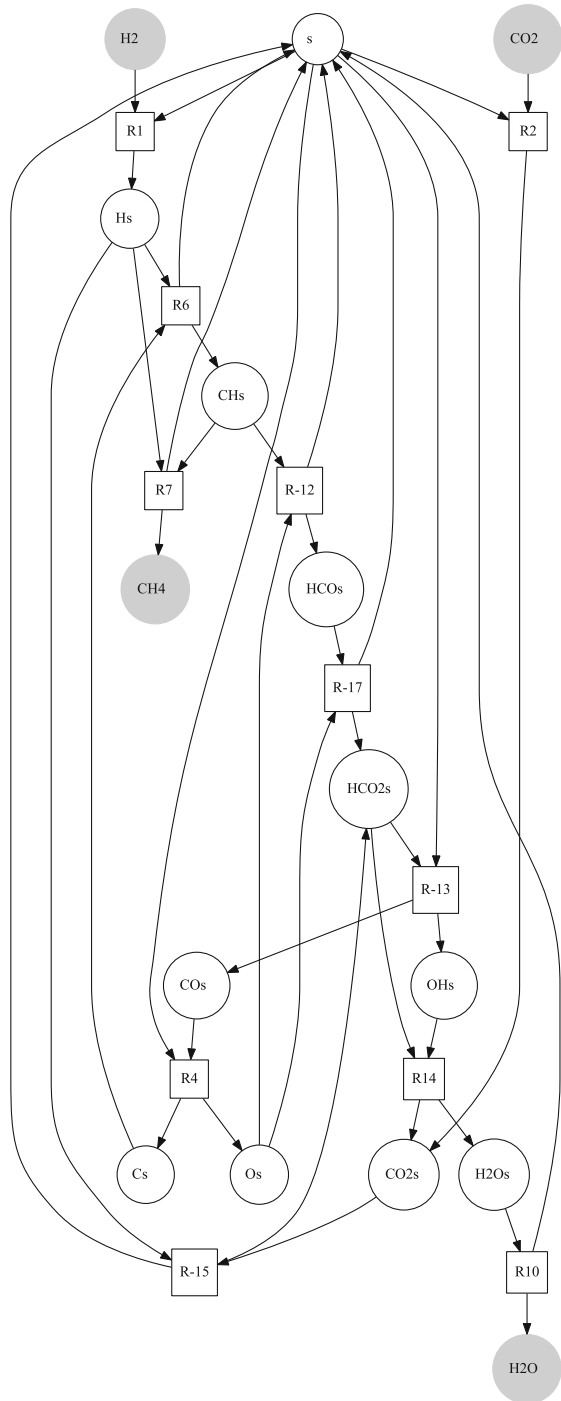 H2
s
CO2
R1
R2
Hs
R6
CHs
R7
R-12
CH4
HCOs
R-17
HCO2s
R-13
COs
OHs
R4
R14
Cs
Os
CO2s
H2Os
R-15
R10
H2O